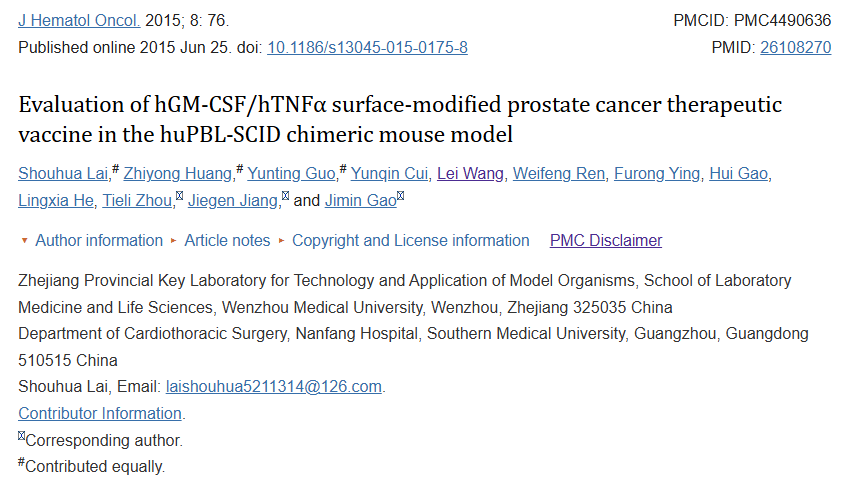 J Hematol Oncol. 2015; 8: 76.
PMCID: PMC4490636
Published online 2015 Jun 25. doi: 10.1186/s13045-015-0175-8
PMID: 26108270
Evaluation of hGM-CSF/hTNFα surface-modified prostate cancer therapeutic
vaccine in the huPBL-SCID chimeric mouse model
Shouhua Lai,# Zhiyong Huang,# Yunting Guo,# Yunqin Cui, Lei Wang, Weifeng Ren, Furong Ying, Hui Gao,
Lingxia He, Tieli Zhou, Jiegen Jiang, and Jimin Gao
Author information Article notes Copyright and License information PMC Disclaimer
Zhejiang Provincial Key Laboratory for Technology and Application of Model Organisms, School of Laboratory
Medicine and Life Sciences, Wenzhou Medical University, Wenzhou, Zhejiang 325035 China
Department of Cardiothoracic Surgery, Nanfang Hospital, Southern Medical University, Guangzhou, Guangdong
510515 China
Shouhua Lai, Email: laishouhua5211314@126.com.
Contributor Information.
Corresponding author.
#Contributed equally.